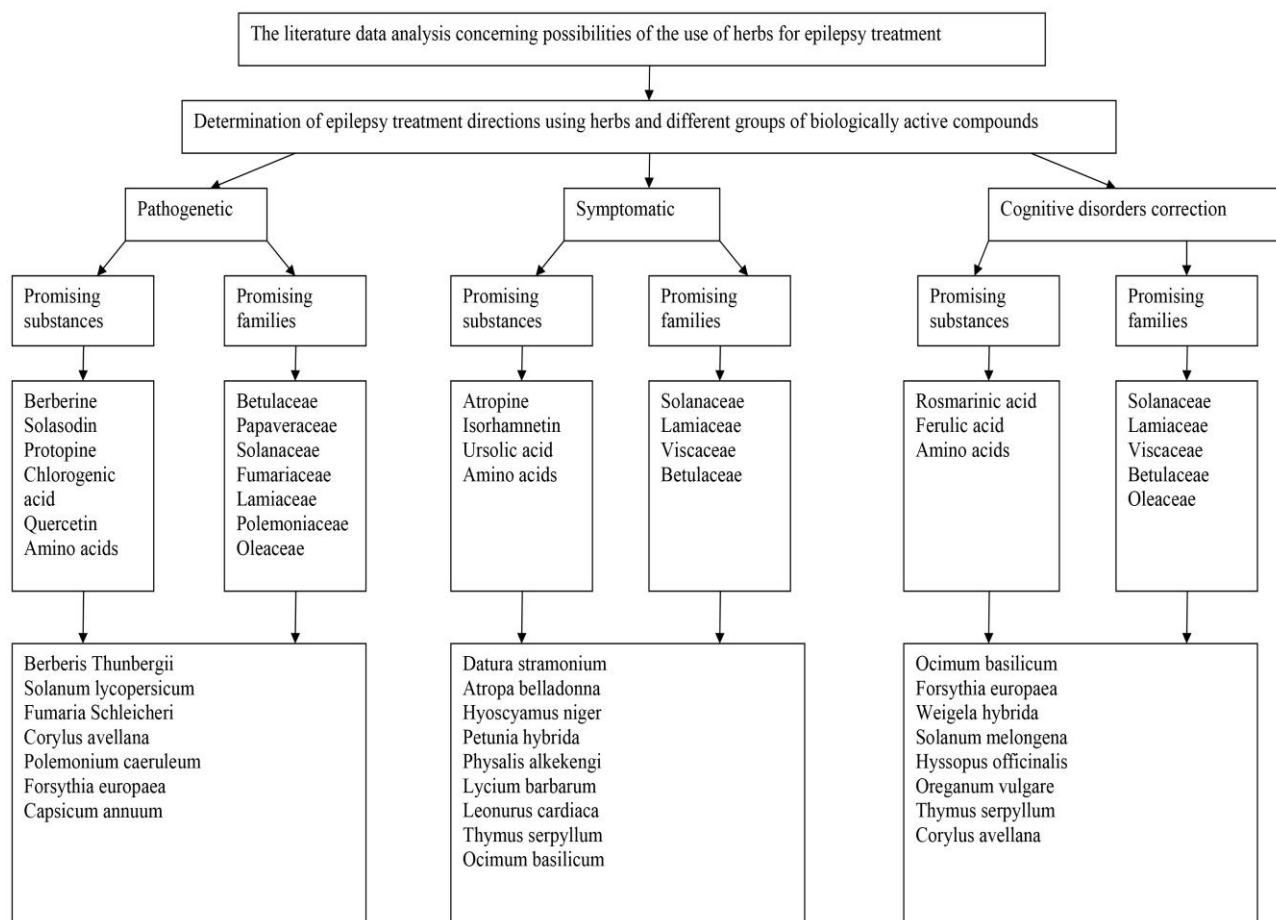 The literature data analysis concerning possibilities of the use of herbs for epilepsy treatment
Determination of epilepsy treatment directions using herbs and different groups of biologically active compounds
Pathogenetic
Symptomatic
Cognitive disorders correction
Promising
substances
Promising
families
Promising
substances
Promising
families
Promising
substances
Promising
families
Berberine
Solasodin
Protopine
Chlorogenic
acid
Quercetin
Amino acids
Betulaceae
Papaveraceae
Solanaceae
Fumariaceae
Lamiaceae
Polemoniaceae
Oleaceae
Atropine
Isorhamnetin
Ursolic acid
Amino acids
Solanaceae
Lamiaceae
Viscaceae
Betulaceae
Rosmarinic acid
Ferulic acid
Amino acids
Solanaceae
Lamiaceae
Viscaceae
Betulaceae
Oleaceae
Berberis Thunbergii
Solanum lycopersicum
Fumaria Schleicheri
Corylus avellana
Polemonium caeruleum
Forsythia europaea
Capsicum annuum
Datura stramonium
Atropa belladonna
Hyoscyamus niger
Petunia hybrida
Physalis alkekengi
Lycium barbarum
Leonurus cardiaca
Thymus serpyllum
Ocimum basilicum
Ocimum basilicum
Forsythia europaea
Weigela hybrida
Solanum melongena
Hyssopus officinalis
Oreganum vulgare
Thymus serpyllum
Corylus avellana